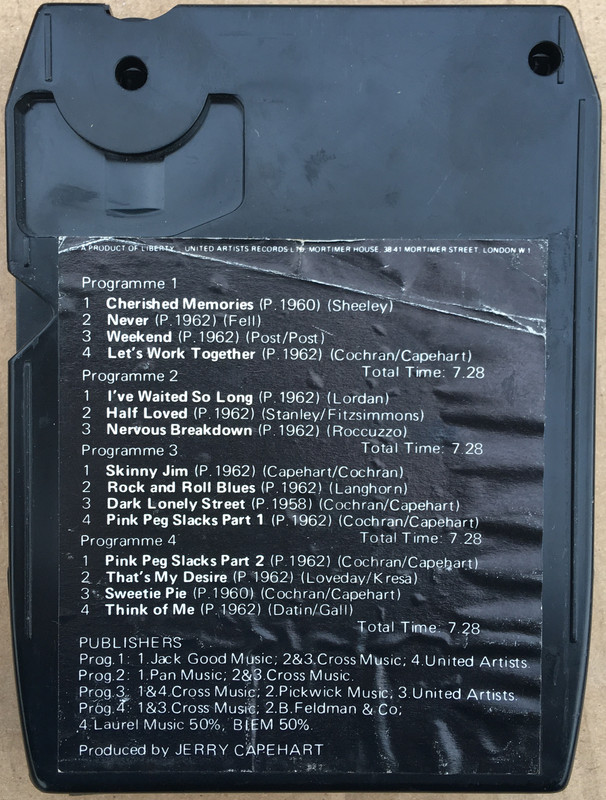 A PRODUCT OF LIBERTY - UNITED ARTISTS RECORDS LTD, MORTIMER HOUSE, 38-41 MORTIMER STREET, LONDON W1
Programme 1
1 Cherished Memories (P.1960) (Sheeley)
2 Never (P.1962) (Fell)
3 Weekend (P.1962) (Post/Post)
4 Let's Work Together (P.1962) (Cochran/Capehart)
Total Time: 7.28
Programme 2
1 I've Waited So Long (P.1962) (Lordan)
2 Half Loved (P.1962) (Stanley/Fitzsimmons)
3 Nervous Breakdown (P.1962) (Roccuzzo)
Total Time: 7.28
Programme 3
1 Skinny Jim (P.1962) (Capehart/Cochran)
2 Rock and Roll Blues (P.1962) (Langhorn)
3 Dark Lonely Street (P.1958) (Cochran/Capehart)
4 Pink Peg Slacks Part 1 (P.1962) (Cochran/Capehart)
Total Time: 7.28
Programme 4
1 Pink Peg Slacks Part 2 (P.1962) (Cochran/Capehart)
2 That's My Desire (P.1962) (Loveday/Kresa)
3 Sweetie Pie (P.1960) (Cochran/Capehart)
4 Think of Me (P.1962) (Datin/Gall)
Total Time: 7.28
PUBLISHERS
Prog.1: 1.Jack Good Music; 2&3.Cross Music; 4.United Artists.
Prog.2: 1.Pan Music; 2&3.Cross Music.
Prog.3: 1&4.Cross Music; 2.Pickwick Music; 3.United Artists.
Prog.4: 1&3.Cross Music; 2.B.Feldman & Co;
4.Laurel Music 50%, BIEM 50%.
Produced by JERRY CAPEHART